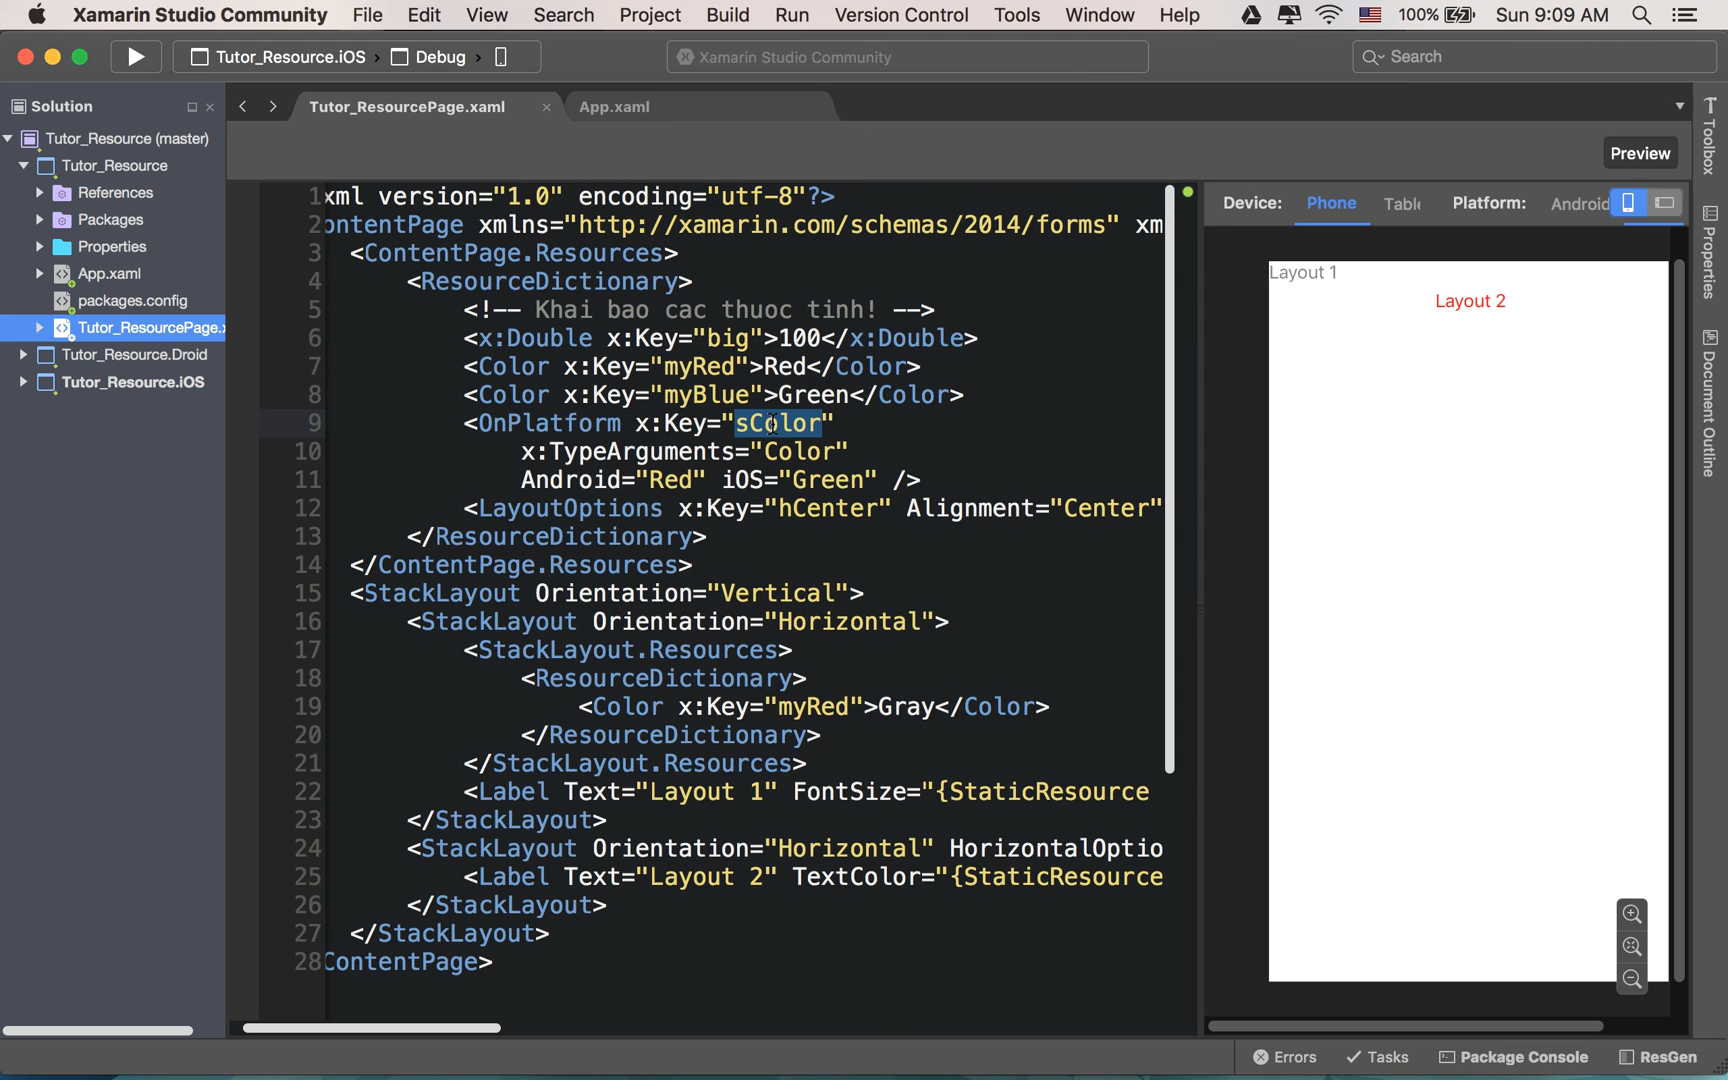 Xamarin Studio Community File Edit View Search Project Build Run Version Control Tools Window Help 100% Sun 9:09 AM
Tutor_Resource.iOS › Debug › Xamarin Studio Community Search
Solution
Tutor_ResourcePage.xaml App.xaml
Tutor_Resource (master)
Tutor_Resource
References
Packages
Properties
App.xaml
packages.config
Tutor_ResourcePage.x
Tutor_Resource.Droid
Tutor_Resource.iOS
Preview
1 xml version="1.0" encoding="utf-8"?>
2 ontentPage xmlns="http://xamarin.com/schemas/2014/forms" xm
3 <ContentPage.Resources>
4 <ResourceDictionary>
5 <!-- Khai bao cac thuoc tinh! -->
6 <x:Double x:Key="big">100</x:Double>
7 <Color x:Key="myRed">Red</Color>
8 <Color x:Key="myBlue">Green</Color>
9 <OnPlatform x:Key="sColor"
10 x:TypeArguments="Color"
11 Android="Red" iOS="Green" />
12 <LayoutOptions x:Key="hCenter" Alignment="Center"
13 </ResourceDictionary>
14 </ContentPage.Resources>
15 <StackLayout Orientation="Vertical">
16 <StackLayout Orientation="Horizontal">
17 <StackLayout.Resources>
18 <ResourceDictionary>
19 <Color x:Key="myRed">Gray</Color>
20 </ResourceDictionary>
21 </StackLayout.Resources>
22 <Label Text="Layout 1" FontSize="{StaticResource
23 </StackLayout>
24 <StackLayout Orientation="Horizontal" HorizontalOptio
25 <Label Text="Layout 2" TextColor="{StaticResource
26 </StackLayout>
27 </StackLayout>
28 ContentPage>
Device: Phone Table Platform: Android
Layout 1
Layout 2
Toolbox
Properties
Document Outline
Errors Tasks Package Console ResGen